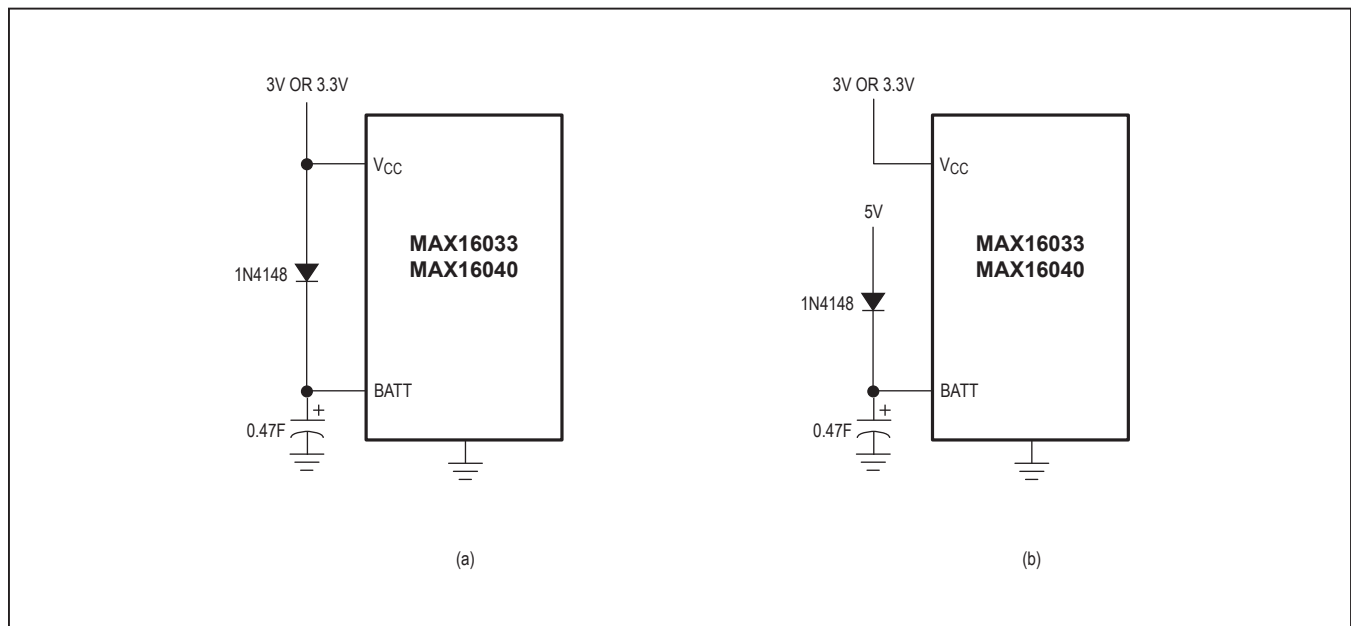 3V OR 3.3V
VCC
MAX16033
MAX16040
1N4148
BATT
+
0.47F
(a)
3V OR 3.3V
VCC
5V
MAX16033
MAX16040
1N4148
BATT
+
0.47F
(b)